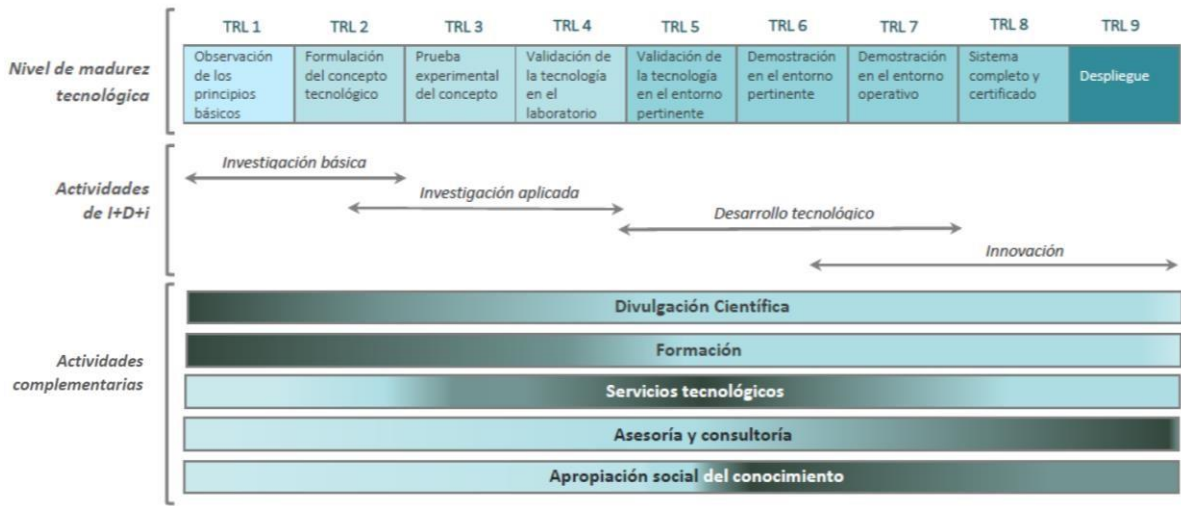 TRL 1
TRL 2
TRL 3
TRL 4
TRL 5
TRL 6
TRL 7
TRL 8
TRL 9
Nivel de madurez
tecnológica
Observación
de los
principios
básicos
Formulación
del concepto
tecnológico
Prueba
experimental
del concepto
Validación de
la tecnología
en el
laboratorio
Validación de
la tecnología
en el entorno
pertinente
Demostración
en el entorno
pertinente
Demostración
en el entorno
operativo
Sistema
completo y
certificado
Despliegue
Actividades
de I+D+i
Investigación básica
Investigación aplicada
Desarrollo tecnológico
Innovación
Actividades
complementarias
Divulgación Científica
Formación
Servicios tecnológicos
Asesoría y consultoría
Apropiación social del conocimiento